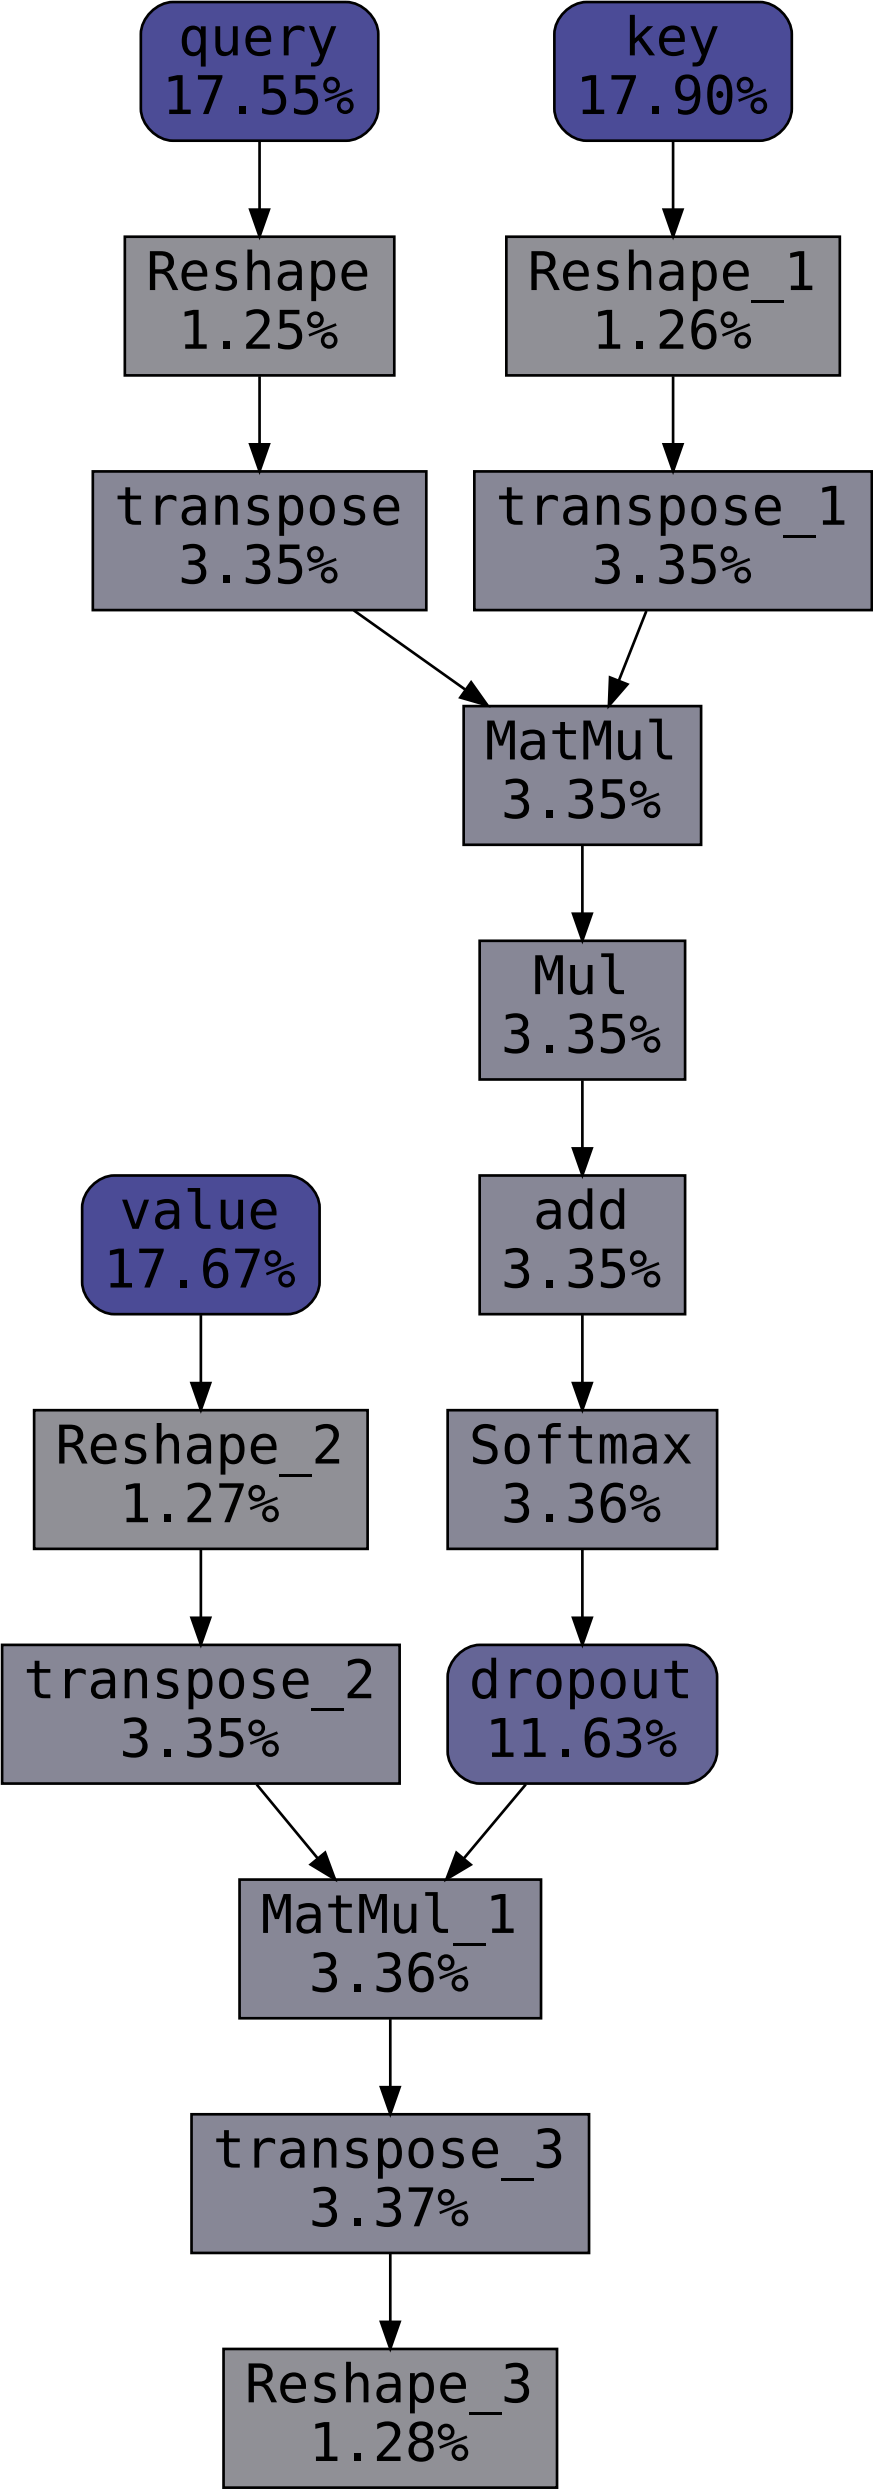 query
17.55%
key
17.90%
Reshape
1.25%
Reshape_1
1.26%
transpose
3.35%
transpose_1
3.35%
MatMul
3.35%
Mul
3.35%
add
3.35%
value
17.67%
Softmax
3.36%
Reshape_2
1.27%
dropout
11.63%
transpose_2
3.35%
MatMul_1
3.36%
transpose_3
3.37%
Reshape_3
1.28%